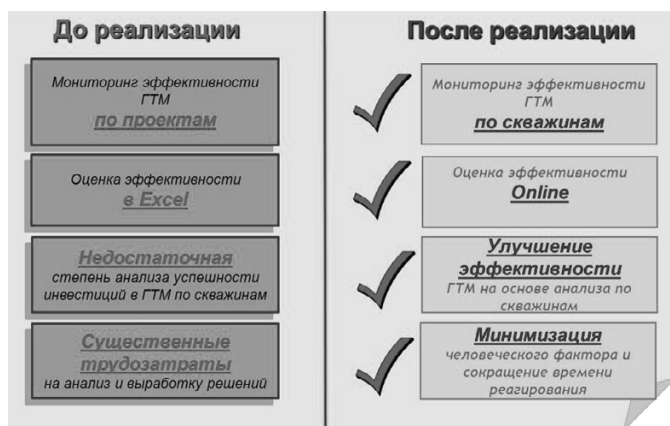 До реализации
Мониторинг эффективности
ГТМ
по проектам
Оценка эффективности
в Excel
Недостаточная
степень анализа успешности
инвестиций в ГТМ по скважинам
Существенные
трудозатраты
на анализ и выработку решений
После реализации
Мониторинг эффективности
ГТМ
по скважинам
Оценка эффективности
Online
Улучшение
эффективности
ГТМ на основе анализа по
скважинам
Минимизация
человеческого фактора и
сокращение времени
реагирования